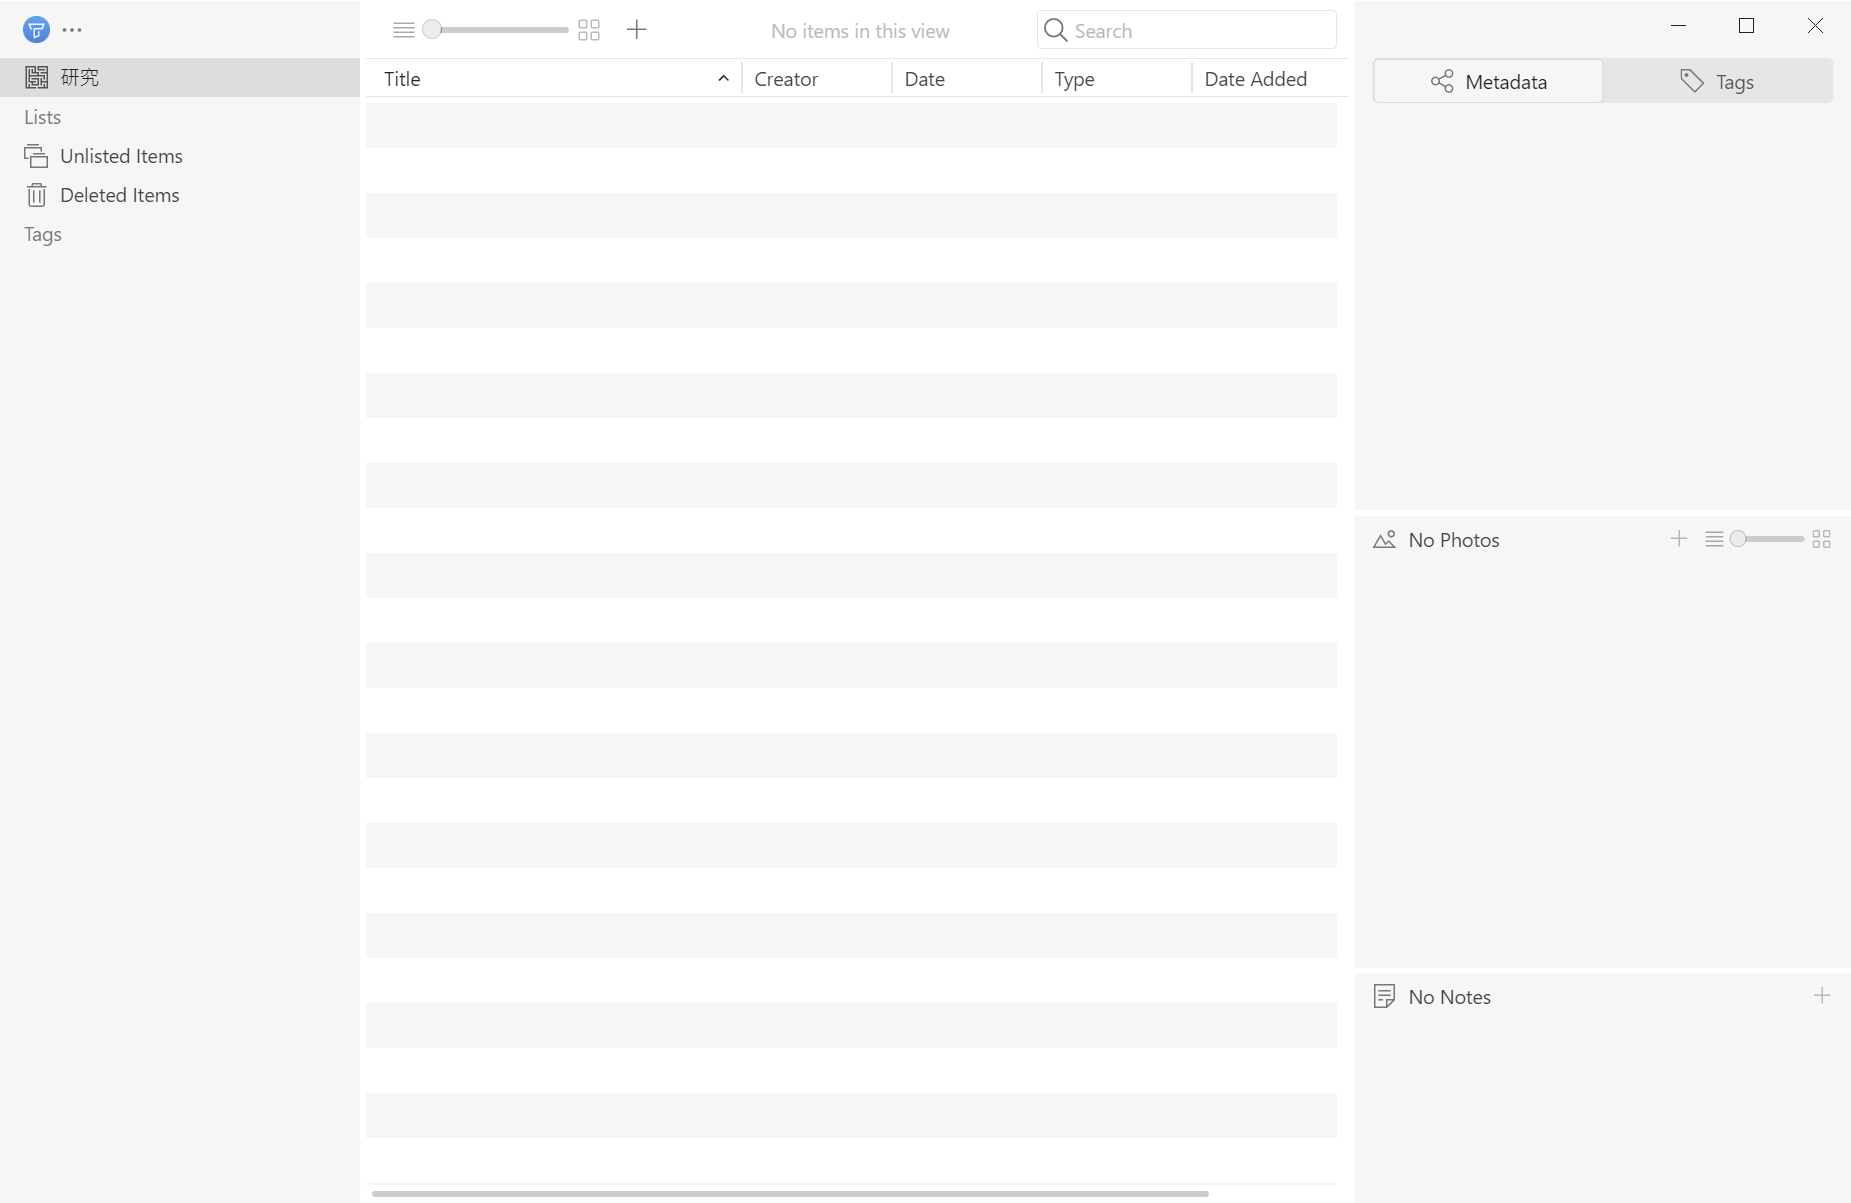 研究
Lists
Unlisted Items
Deleted Items
Tags
No items in this view
Search
Title
Creator
Date
Type
Date Added
Metadata
Tags
No Photos
No Notes